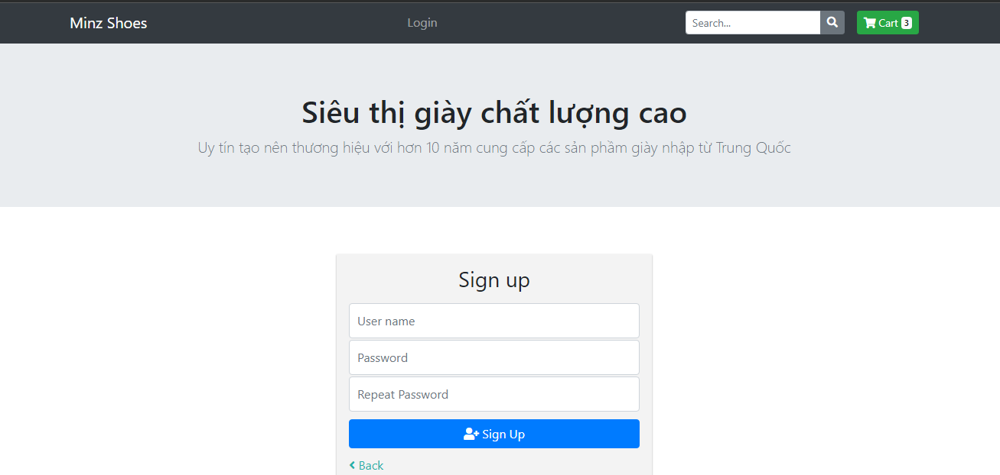 Minz Shoes
Login
Search...
Cart 3
Siêu thị giày chất lượng cao
Uy tín tạo nên thương hiệu với hơn 10 năm cung cấp các sản phầm giày nhập từ Trung Quốc
Sign up
User name
Password
Repeat Password
Sign Up
Back